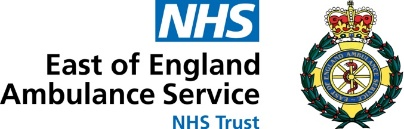 NHS
East of England
Ambulance Service
NHS Trust